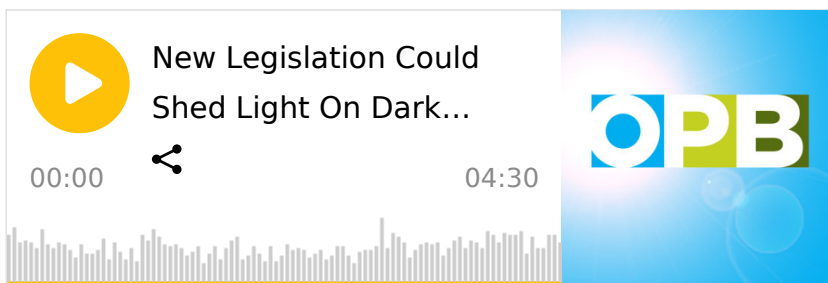 New Legislation Could
Shed Light On Dark...
00:00
04:30
OPB